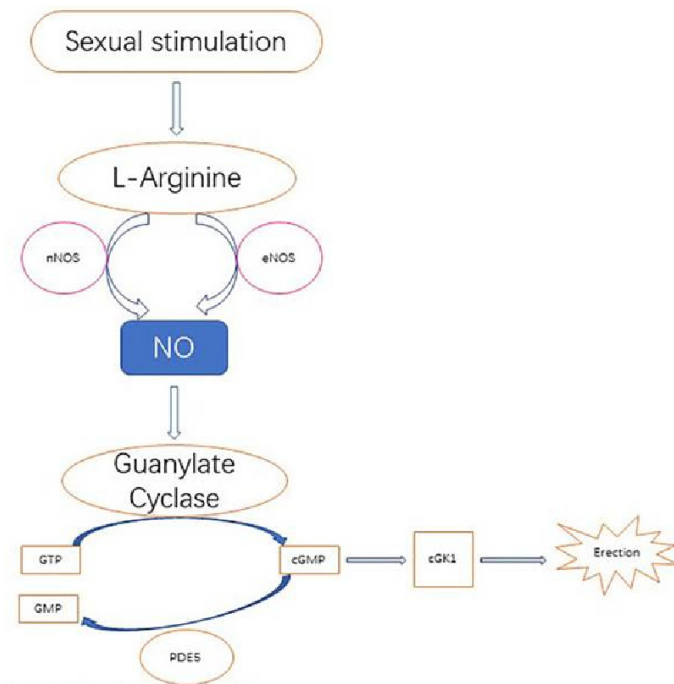 Sexual stimulation
L-Arginine
nNOS
eNOS
NO
Guanylate
Cyclase
GTP
cGMP
cGK1
Erection
GMP
PDE5